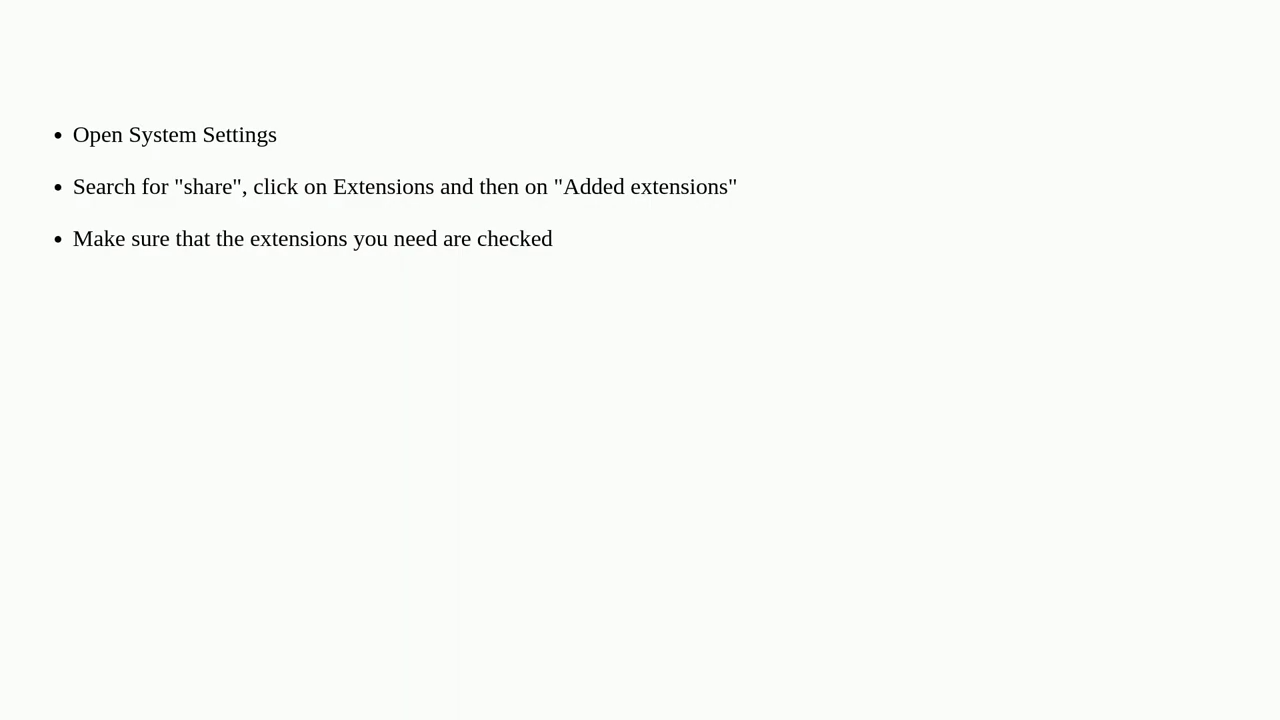 • Open System Settings
• Search for "share", click on Extensions and then on "Added extensions"
• Make sure that the extensions you need are checked